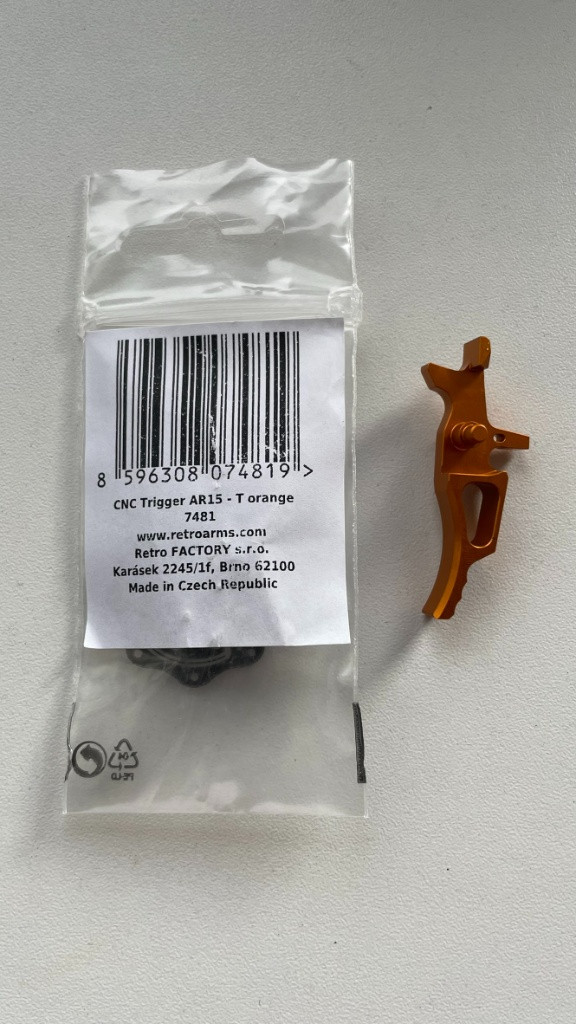 8 596308 074819 >
CNC Trigger AR15 - T orange
7481
www.retroarms.com
Retro FACTORY s.r.o.
Karásek 2245/1f, Brno 62100
Made in Czech Republic